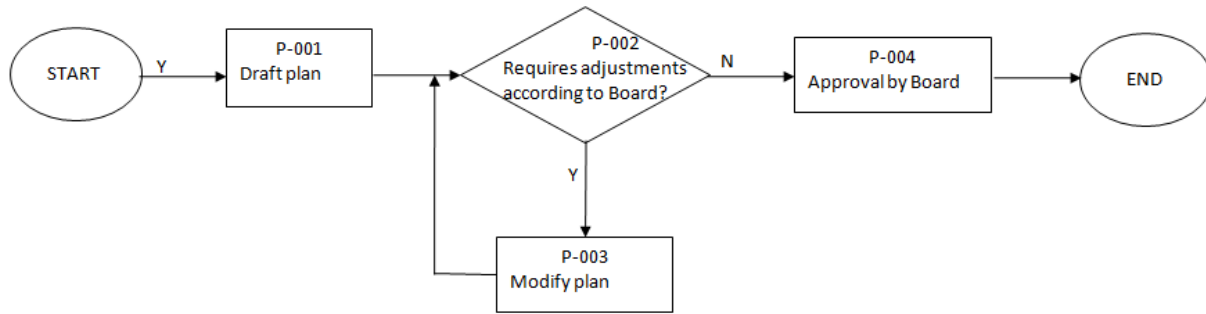 START
Y
P-001
Draft plan
P-002
Requires adjustments
according to Board?
N
P-004
Approval by Board
END
Y
P-003
Modify plan